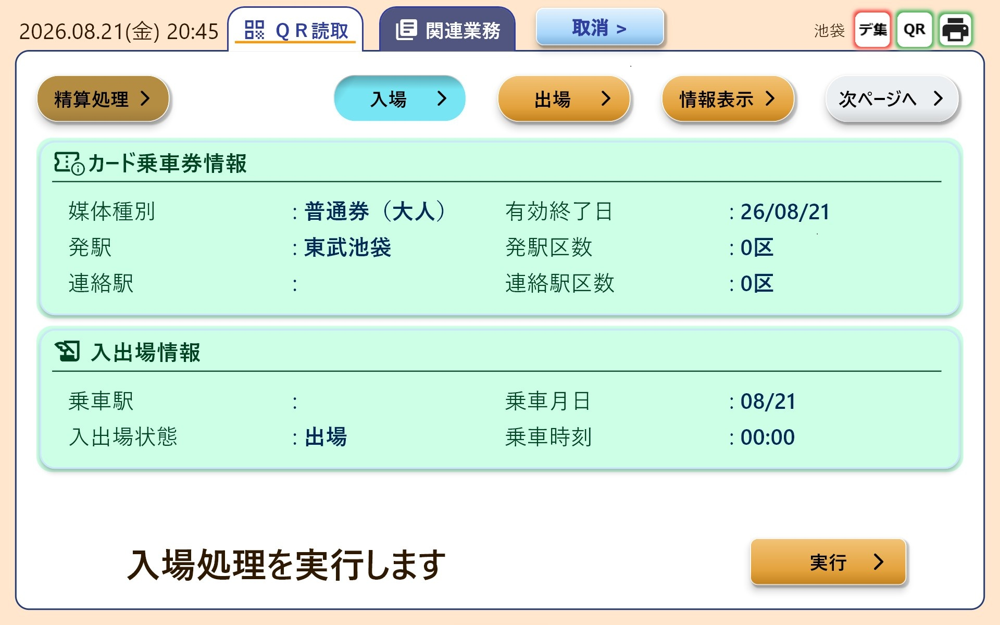 2026.08.21(金) 20:45 QR読取 関連業務 取消 > 池袋 デ集 QR
精算処理 入場 出場 情報表示 次ページへ
カード乗車券情報
媒体種別 : 普通券（大人） 有効終了日 : 26/08/21
発駅 : 東武池袋 発駅区数 : 0区
連絡駅 : 連絡駅区数 : 0区
入出場情報
乗車駅 : 乗車月日 : 08/21
入出場状態 : 出場 乗車時刻 : 00:00
入場処理を実行します 実行